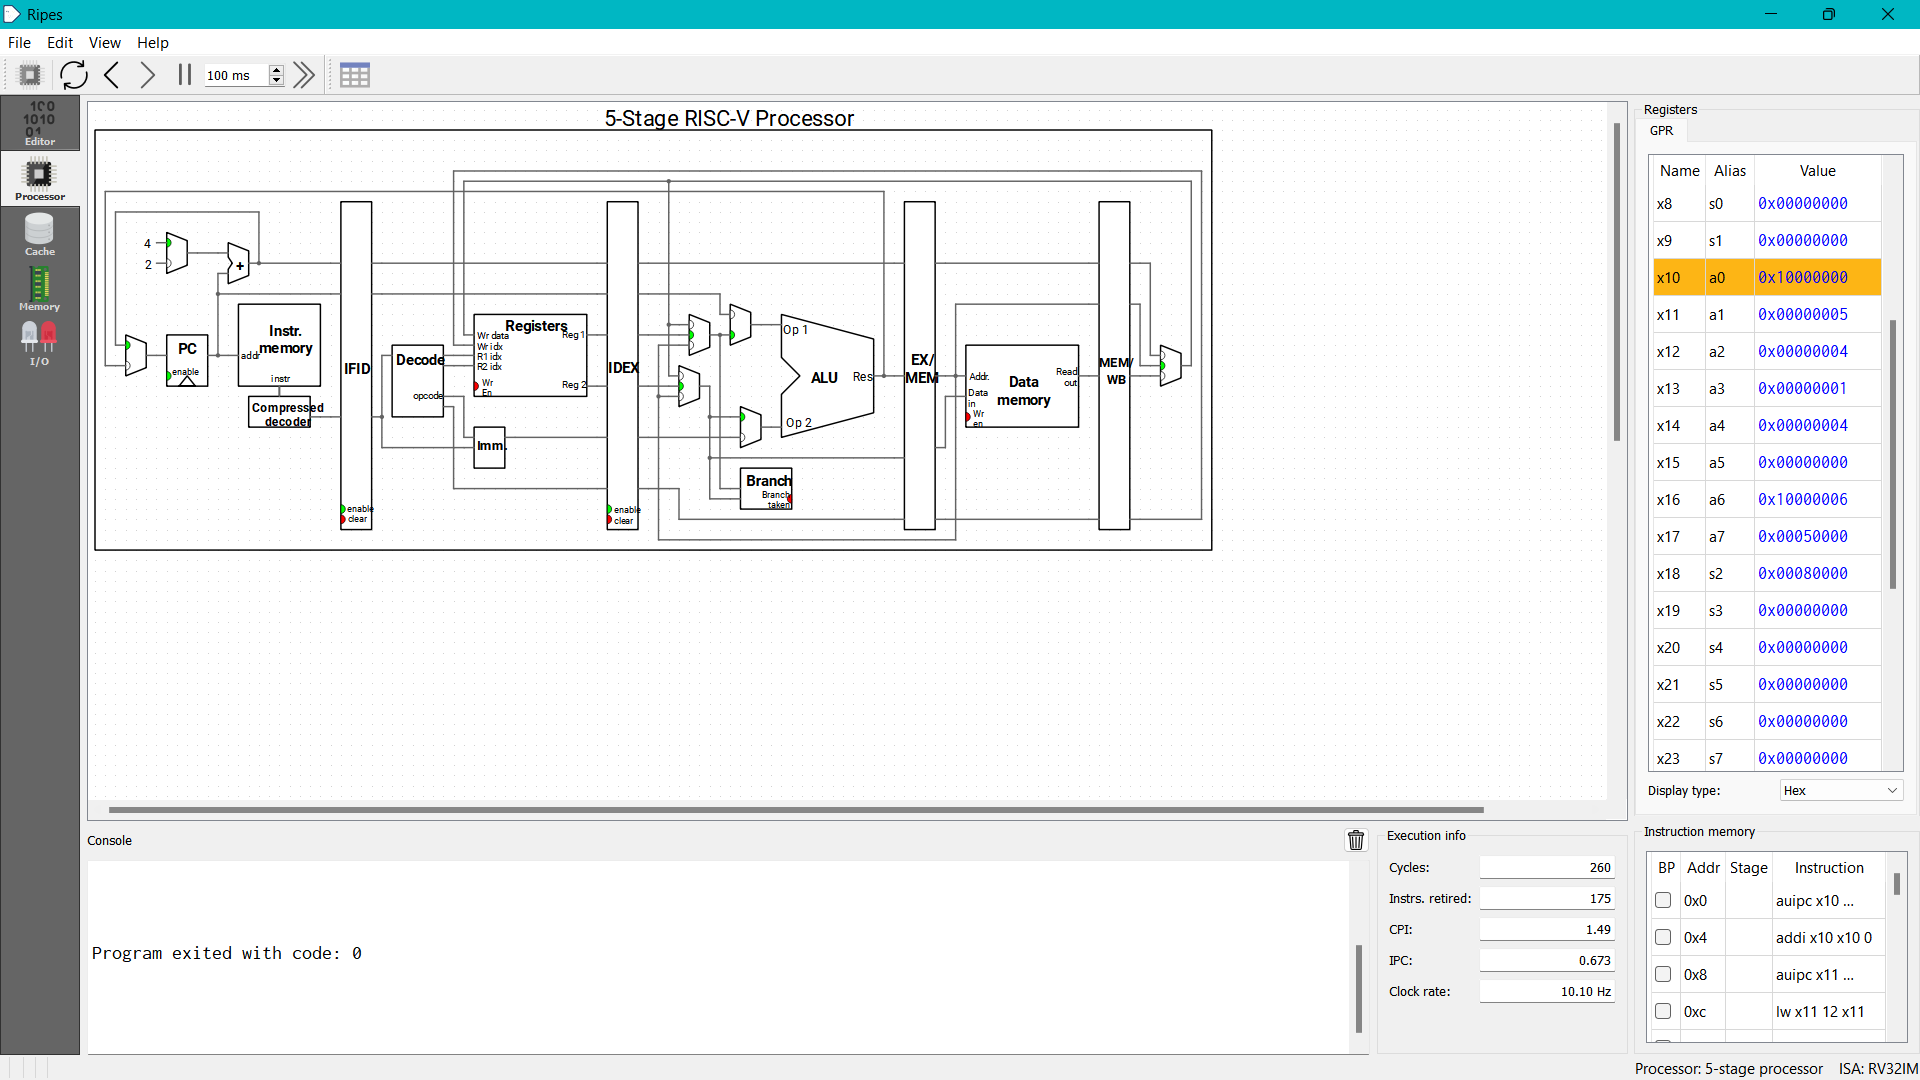 Ripes
File Edit View Help
100 ms
100
1010
01
Editor
Processor
Cache
Memory
I/O
5-Stage RISC-V Processor
4
2
+
PC
enable
Instr.
memory
addr
instr
Compressed
decoder
IFID
enable
clear
Decode
opcode
Registers
Wr data
Wr idx
R1 idx
R2 idx
Wr
En
Reg 1
Reg 2
Imm.
IDEX
enable
clear
Op 1
ALU
Res
Op 2
Branch
Branch
taken
EX/
MEM
Addr.
Data
in
Wr
en
Data
memory
Read
out
MEM/
WB
Registers
GPR
Name Alias Value
x8 s0 0x00000000
x9 s1 0x00000000
x10 a0 0x10000000
x11 a1 0x00000005
x12 a2 0x00000004
x13 a3 0x00000001
x14 a4 0x00000004
x15 a5 0x00000000
x16 a6 0x10000006
x17 a7 0x00050000
x18 s2 0x00080000
x19 s3 0x00000000
x20 s4 0x00000000
x21 s5 0x00000000
x22 s6 0x00000000
x23 s7 0x00000000
Display type: Hex
Console
Program exited with code: 0
Execution info
Cycles: 260
Instrs. retired: 175
CPI: 1.49
IPC: 0.673
Clock rate: 10.10 Hz
Instruction memory
BP Addr Stage Instruction
0x0 auipc x10 ...
0x4 addi x10 x10 0
0x8 auipc x11 ...
0xc lw x11 12 x11
Processor: 5-stage processor ISA: RV32IM